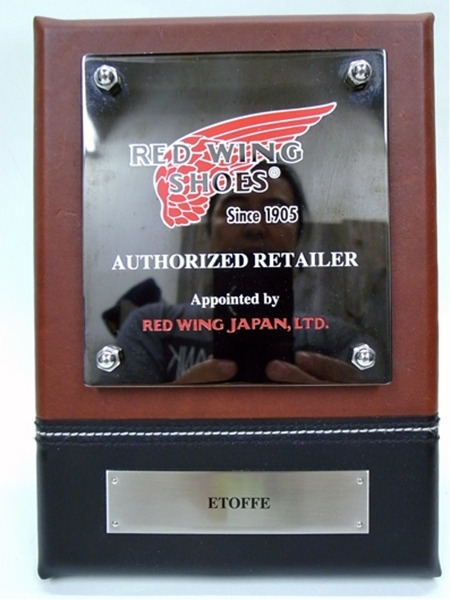 RED WING
SHOES®
Since 1905
AUTHORIZED RETAILER
Appointed by
RED WING JAPAN, LTD.
ETOFFE